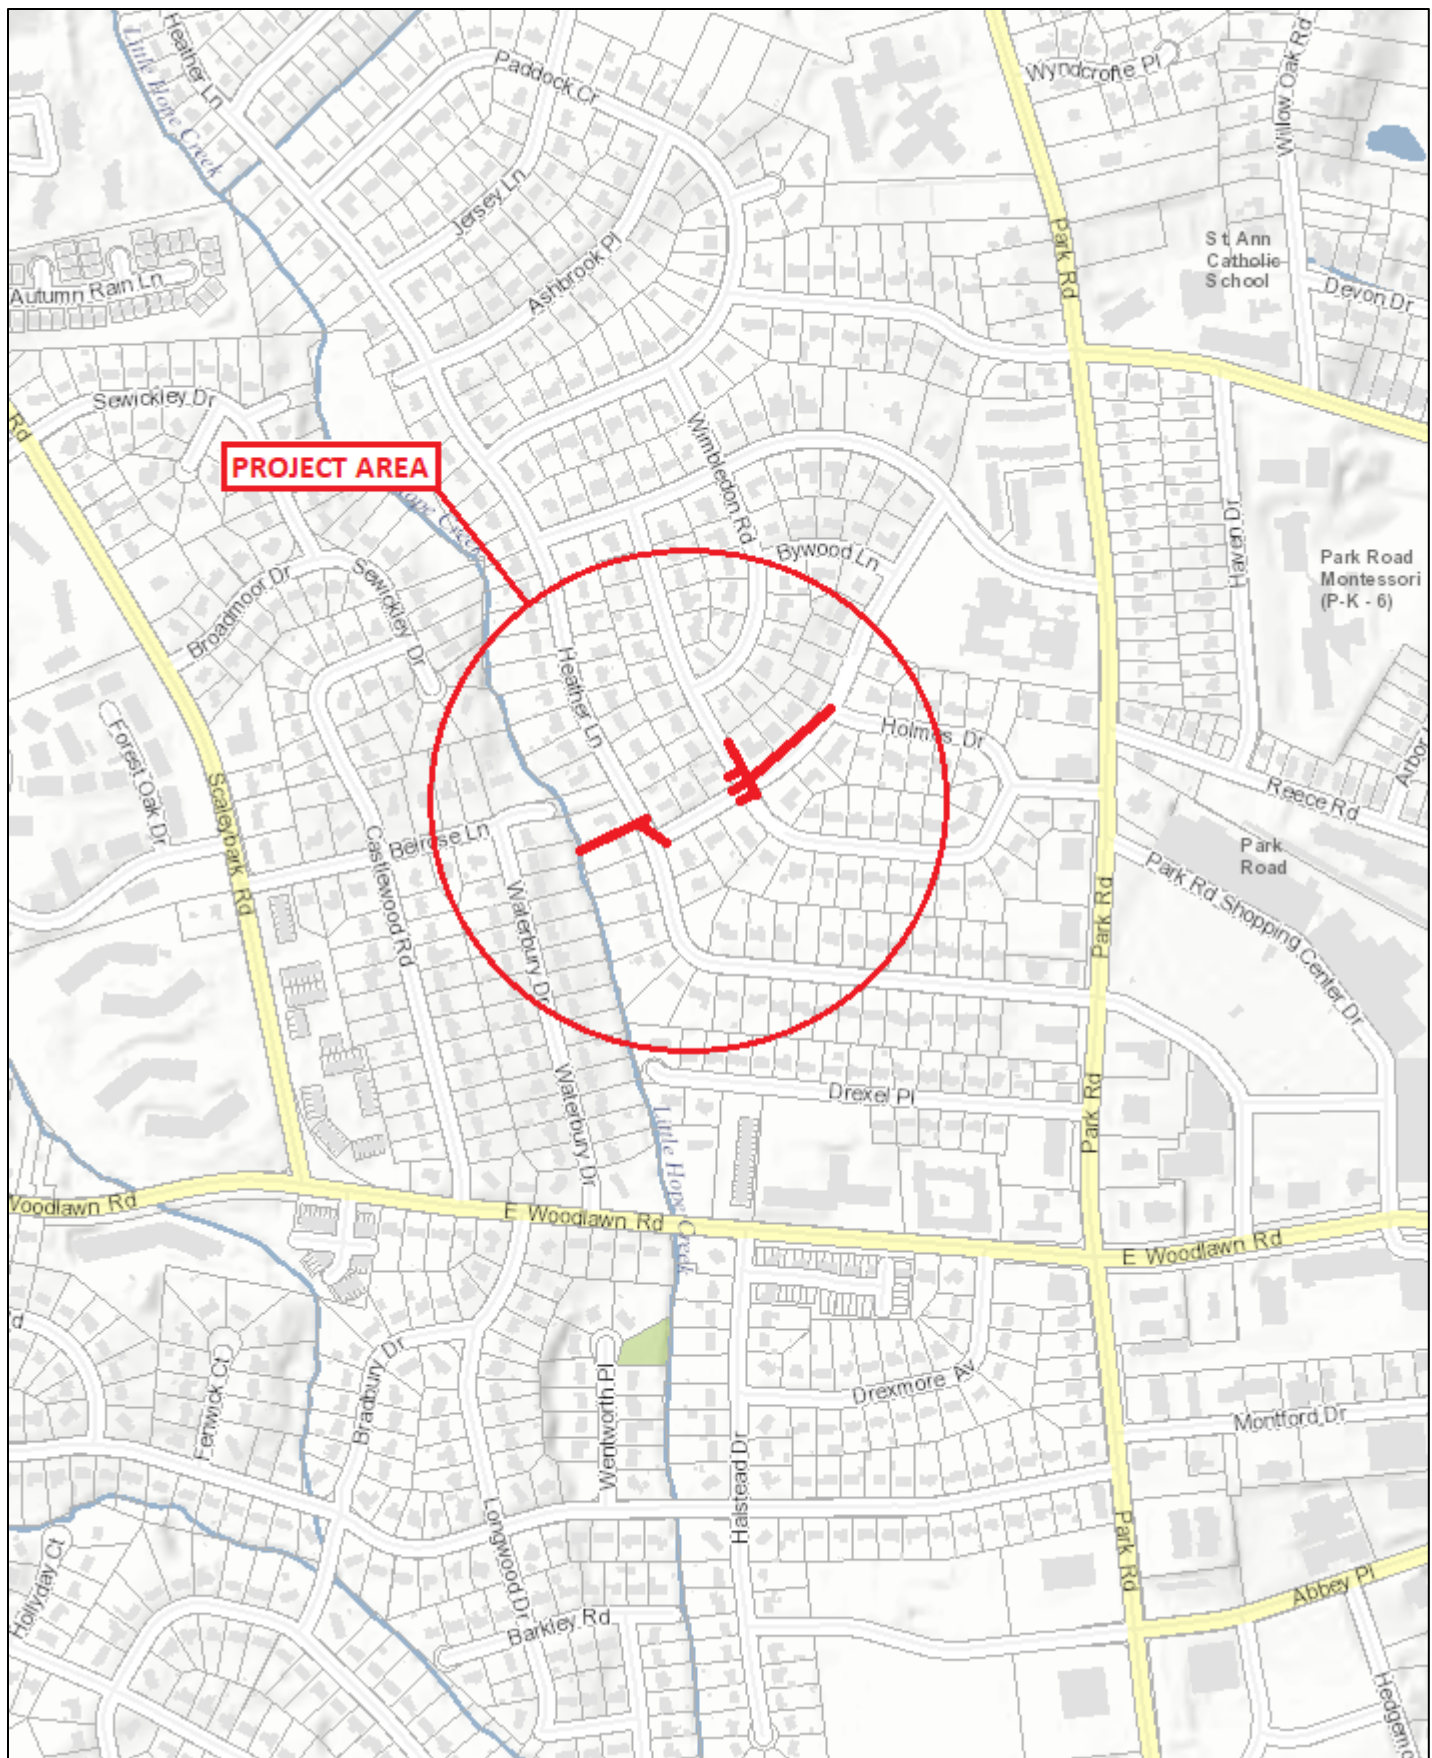 Heather Ln
Little Hope Creek
Paddock Cr
Wyndcrofte Pl
Willow Oak Rd
Jersey Ln
Ashbrook Pl
Park Rd
St. Ann
Catholic
School
Devon Dr
Autumn Rain Ln
Sewickley Dr
Rd
PROJECT AREA
Hope Creek
Wimbledon Rd
Bywood Ln
Haven Dr
Park Road
Montessori
(P-K - 6)
Broadmoor Dr
Sewickley Dr
Heather Ln
Holmes Dr
Forest Oak Dr
Scaleybark Rd
Reece Rd
Arbor
Belrose Ln
Castlewood Rd
Waterbury Dr
Park
Road
Park Rd Shopping Center Dr
Park Rd
Waterbury Dr
Drexel Pl
Park Rd
Little Hope Creek
Woodlawn Rd
E Woodlawn Rd
E Woodlawn Rd
d
Fenwick Ct
Bradbury Dr
Wentworth Pl
Drexmore Av
Montford Dr
Halstead Dr
Longwood Dr
Hollyday Ct
Barkley Rd
Park Rd
Abbey Pl
Hedgem